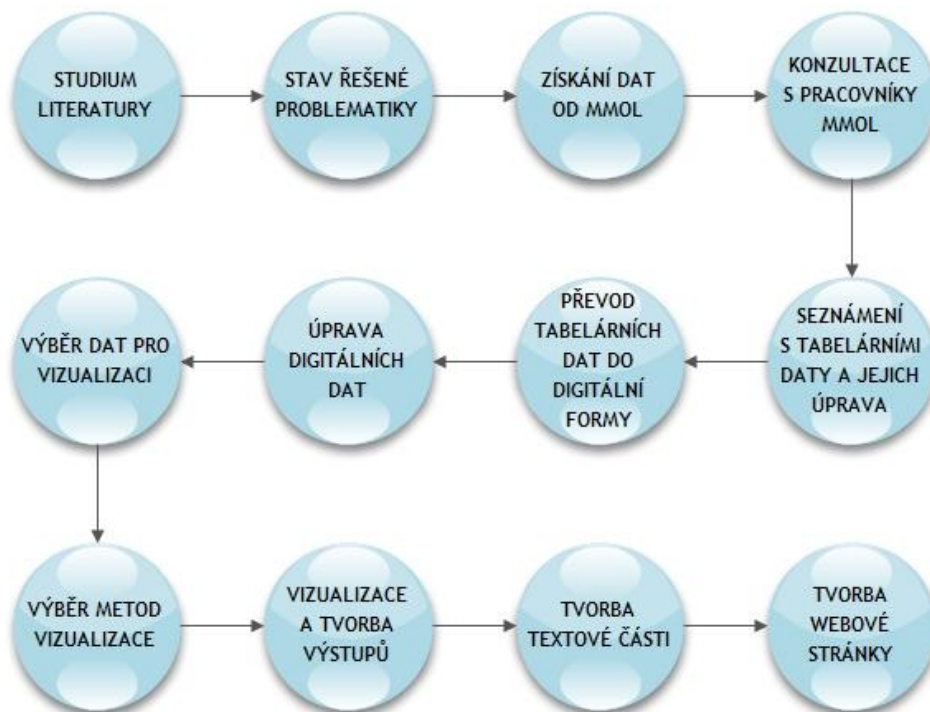 STUDIUM
LITERATURY
STAV ŘEŠENÉ
PROBLEMATIKY
ZÍSKÁNÍ DAT
OD MMOL
KONZULTACE
S PRACOVNÍKY
MMOL
SEZNÁMENÍ
S TABELÁRNÍMI
DATY A JEJICH
ÚPRAVA
PŘEVOD
TABELÁRNÍCH
DAT DO
DIGITÁLNÍ
FORMY
ÚPRAVA
DIGITÁLNÍCH
DAT
VÝBĚR DAT PRO
VIZUALIZACI
VÝBĚR METOD
VIZUALIZACE
VIZUALIZACE
A TVORBA
VÝSTUPŮ
TVORBA
TEXTOVÉ ČÁSTI
TVORBA
WEBOVÉ
STRÁNKY